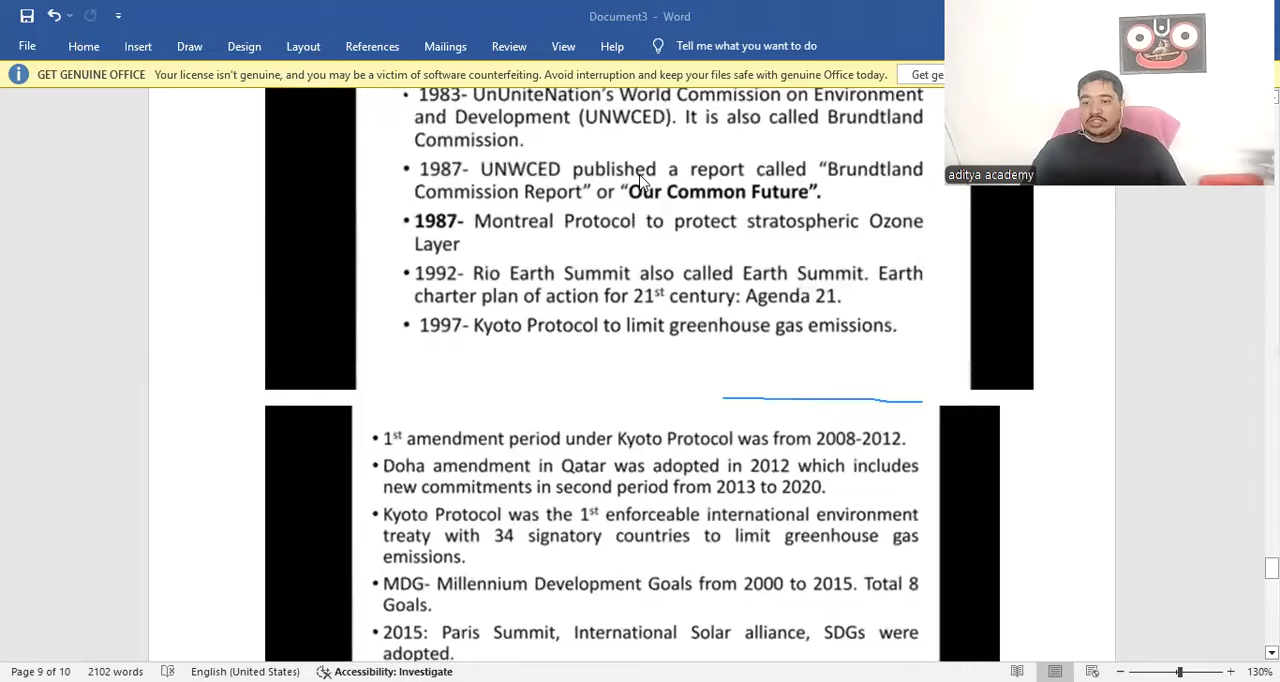 Document3 - Word
File Home Insert Draw Design Layout References Mailings Review View Help Tell me what you want to do
GET GENUINE OFFICE Your license isn't genuine, and you may be a victim of software counterfeiting. Avoid interruption and keep your files safe with genuine Office today. Get ge
aditya academy
• 1983- UnUniteNation's World Commission on Environment
and Development (UNWCED). It is also called Brundtland
Commission.
• 1987- UNWCED published a report called "Brundtland
Commission Report" or "Our Common Future".
• 1987- Montreal Protocol to protect stratospheric Ozone
Layer
• 1992- Rio Earth Summit also called Earth Summit. Earth
charter plan of action for 21st century: Agenda 21.
• 1997- Kyoto Protocol to limit greenhouse gas emissions.
• 1st amendment period under Kyoto Protocol was from 2008-2012.
• Doha amendment in Qatar was adopted in 2012 which includes
new commitments in second period from 2013 to 2020.
• Kyoto Protocol was the 1st enforceable international environment
treaty with 34 signatory countries to limit greenhouse gas
emissions.
• MDG- Millennium Development Goals from 2000 to 2015. Total 8
Goals.
• 2015: Paris Summit, International Solar alliance, SDGs were
adopted.
Page 9 of 10 2102 words English (United States) Accessibility: Investigate 130%